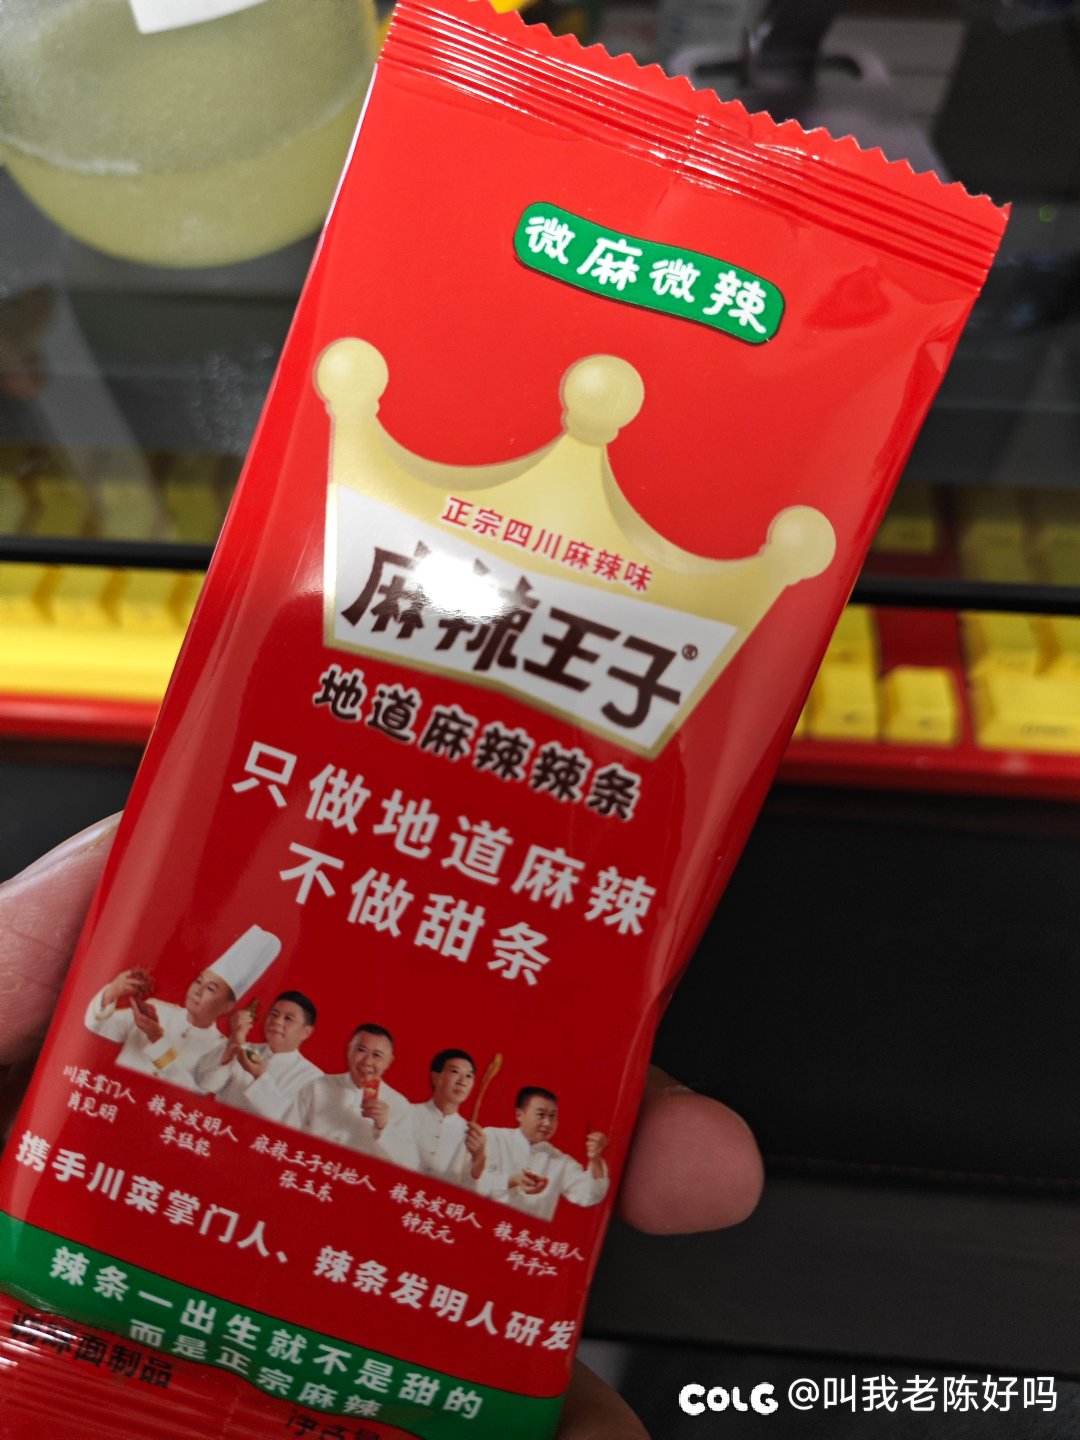 微麻微辣
正宗四川麻辣味
麻辣王子®
地道麻辣辣条
只做地道麻辣
不做甜条
川菜掌门人
肖见明
辣条发明人
李猛能
麻辣王子创始人
张玉东
辣条发明人
钟庆元
辣条发明人
邱平江
携手川菜掌门人、辣条发明人研发
辣条一出生就不是甜的
而是正宗麻辣
调味面制品
COLG @叫我老陈好吗